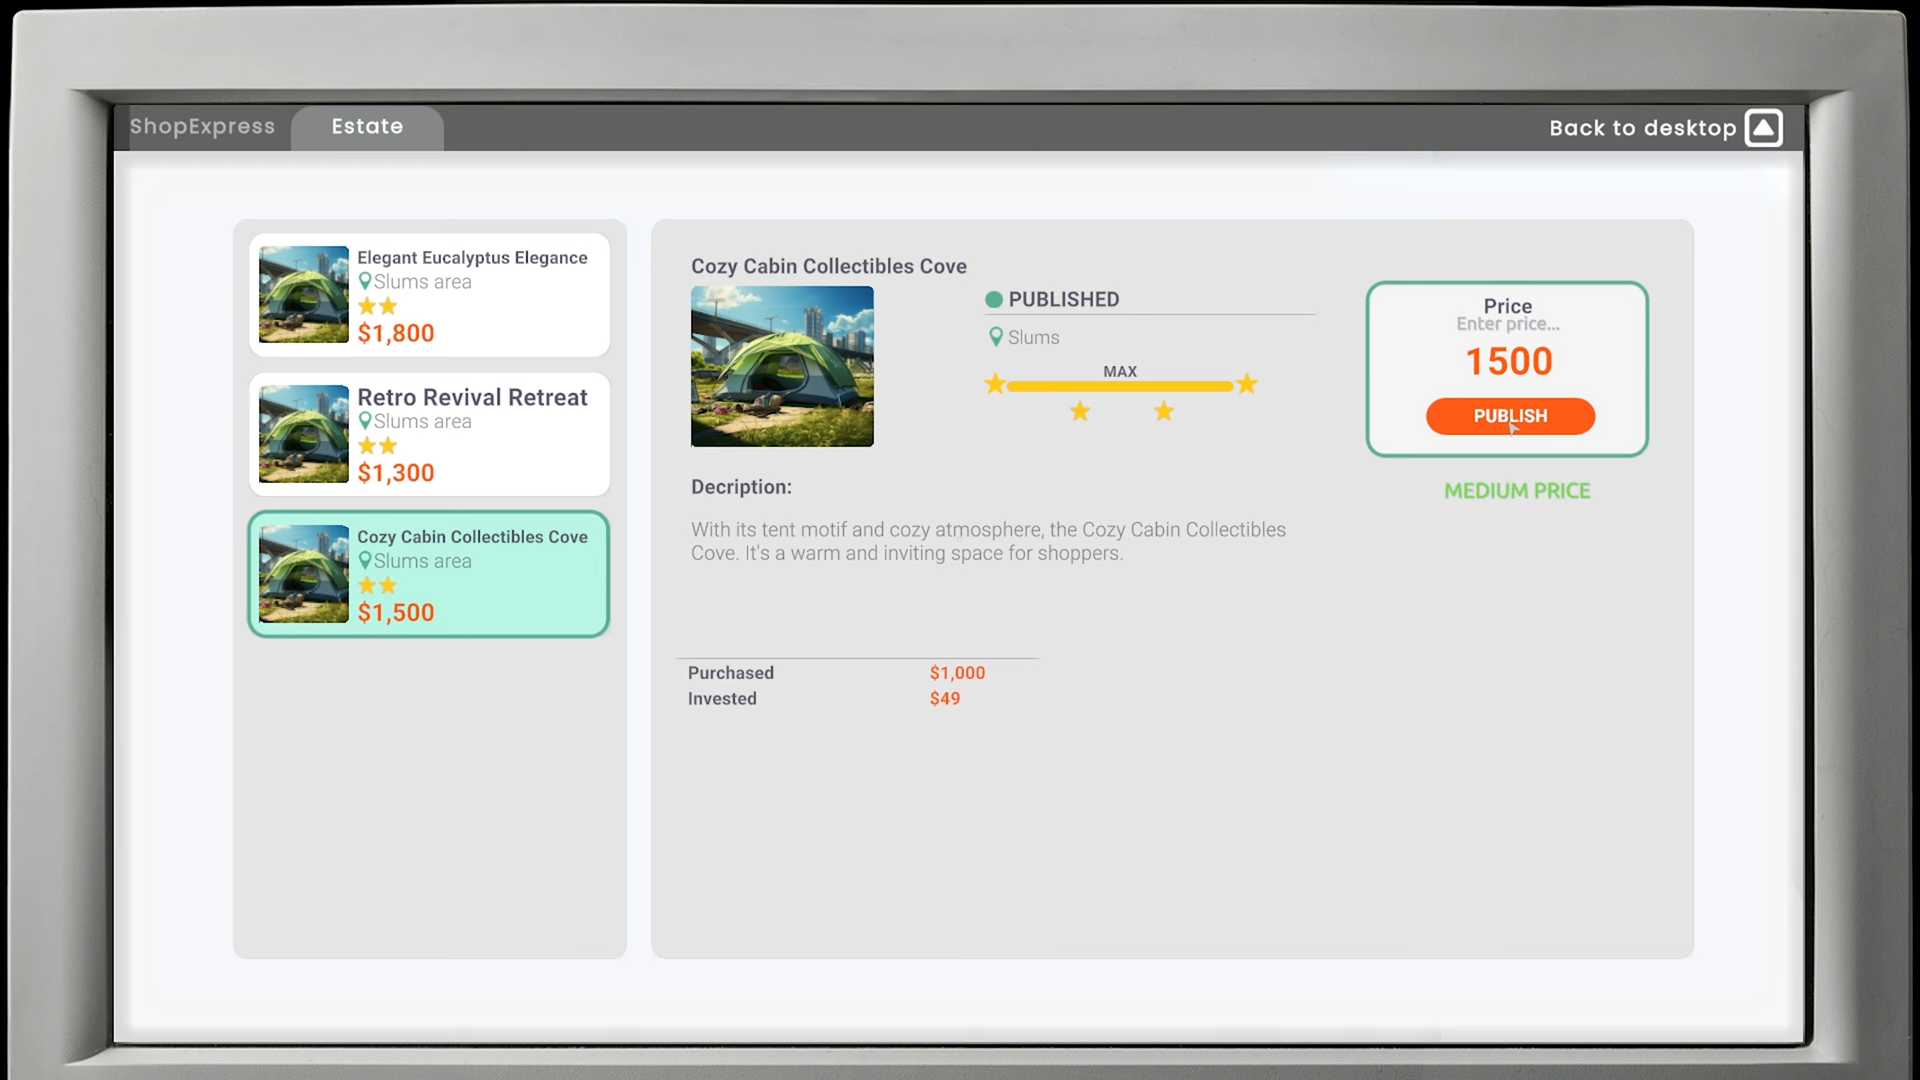 ShopExpress
Estate
Back to desktop
Elegant Eucalyptus Elegance
Slums area
$1,800
Retro Revival Retreat
Slums area
$1,300
Cozy Cabin Collectibles Cove
Slums area
$1,500
Cozy Cabin Collectibles Cove
PUBLISHED
Slums
MAX
Price
Enter price...
1500
PUBLISH
MEDIUM PRICE
Decription:
With its tent motif and cozy atmosphere, the Cozy Cabin Collectibles
Cove. It's a warm and inviting space for shoppers.
Purchased $1,000
Invested $49